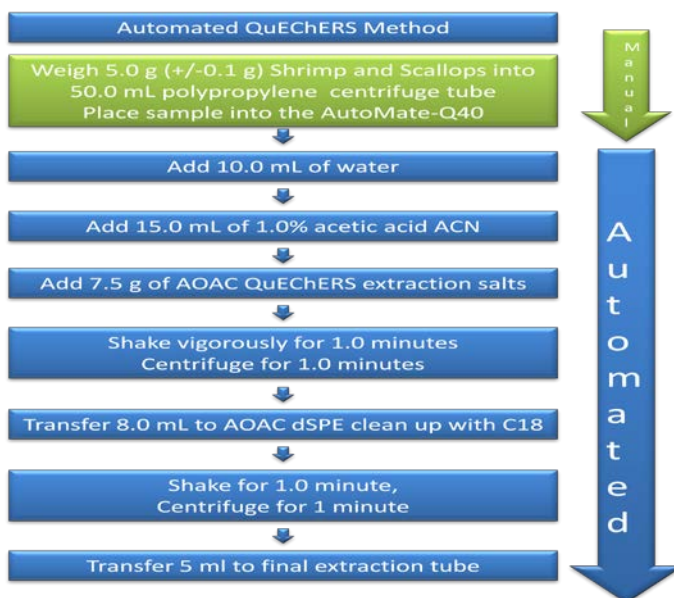 Automated QuEChERS Method
Weigh 5.0 g (+/-0.1 g) Shrimp and Scallops into
50.0 mL polypropylene centrifuge tube
Place sample into the AutoMate-Q40
Manual
Add 10.0 mL of water
Add 15.0 mL of 1.0% acetic acid ACN
Add 7.5 g of AOAC QuEChERS extraction salts
Shake vigorously for 1.0 minutes
Centrifuge for 1.0 minutes
Transfer 8.0 mL to AOAC dSPE clean up with C18
Shake for 1.0 minute,
Centrifuge for 1 minute
Transfer 5 ml to final extraction tube
Automated